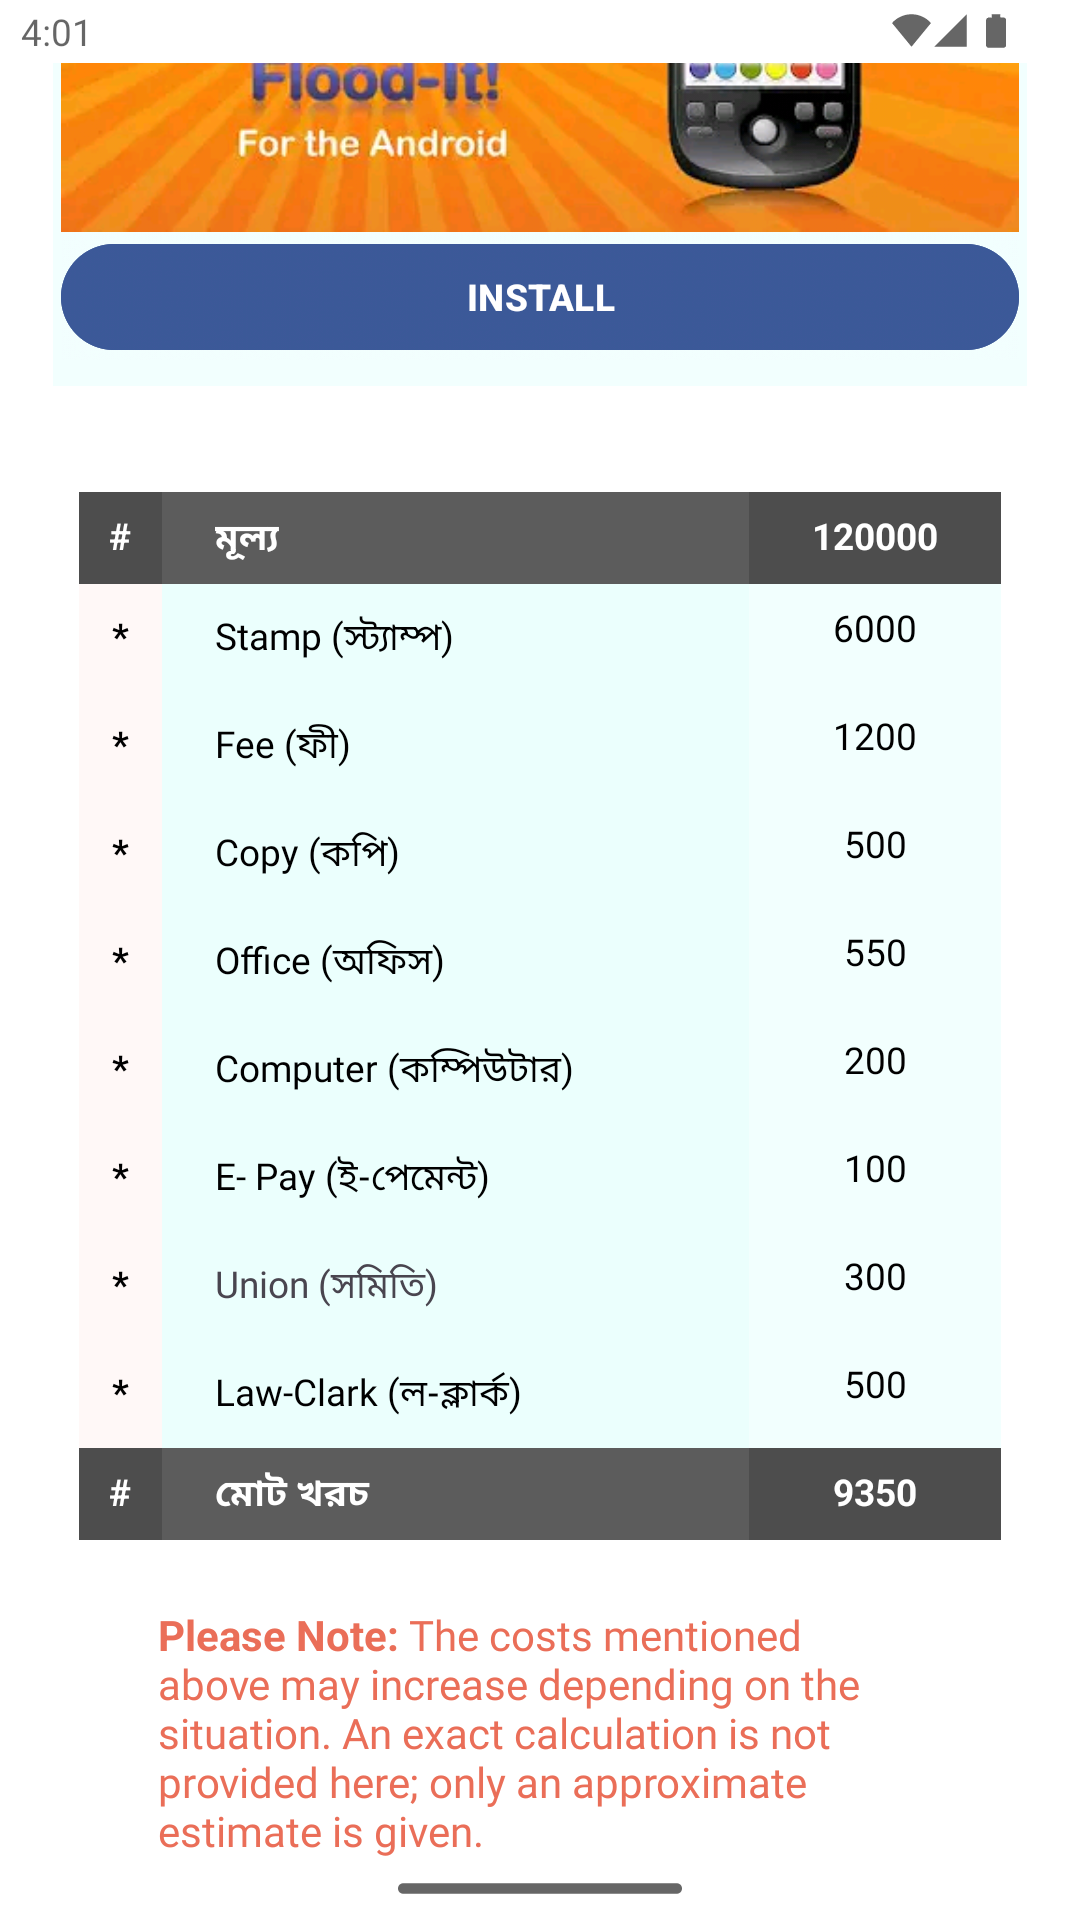 4:01
Flood-It!
For the Android
INSTALL
# মূল্য 120000
* Stamp (স্ট্যাম্প) 6000
* Fee (ফী) 1200
* Copy (কপি) 500
* Office (অফিস) 550
* Computer (কম্পিউটার) 200
* E- Pay (ই-পেমেন্ট) 100
* Union (সমিতি) 300
* Law-Clark (ল-ক্লার্ক) 500
# মোট খরচ 9350
Please Note: The costs mentioned
above may increase depending on the
situation. An exact calculation is not
provided here; only an approximate
estimate is given.